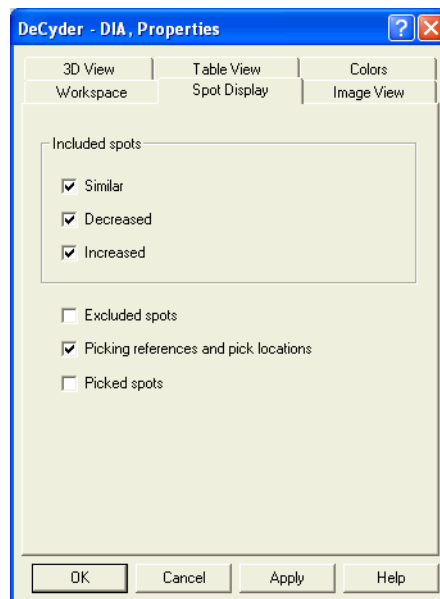 DeCyder - DIA, Properties
3D View Table View Colors
Workspace Spot Display Image View
Included spots
Similar
Decreased
Increased
Excluded spots
Picking references and pick locations
Picked spots
OK Cancel Apply Help